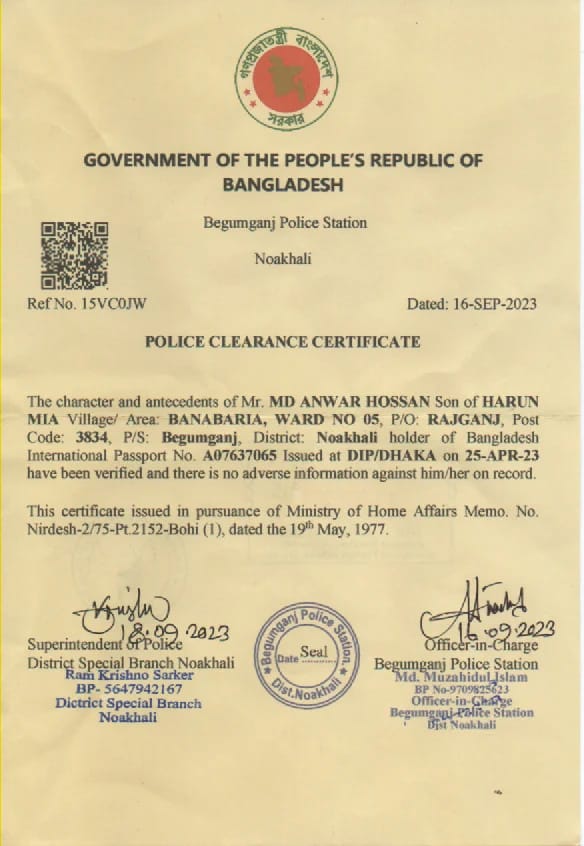 গণপ্রজাতন্ত্রী বাংলাদেশ
সরকার
GOVERNMENT OF THE PEOPLE'S REPUBLIC OF
BANGLADESH
Begumganj Police Station
Noakhali
Ref No. 15VC0JW
Dated: 16-SEP-2023
POLICE CLEARANCE CERTIFICATE
The character and antecedents of Mr. MD ANWAR HOSSAN Son of HARUN
MIA Village/ Area: BANABARIA, WARD NO 05, P/O: RAJGANJ, Post
Code: 3834, P/S: Begumganj, District: Noakhali holder of Bangladesh
International Passport No. A07637065 Issued at DIP/DHAKA on 25-APR-23
have been verified and there is no adverse information against him/her on record.
This certificate issued in pursuance of Ministry of Home Affairs Memo. No.
Nirdesh-2/75-Pt.2152-Bohi (1), dated the 19th May, 1977.
18.09.2023
Superintendent of Police
District Special Branch Noakhali
Ram Krishno Sarker
BP- 5647942167
Dictrict Special Branch
Noakhali
Begumganj Police Station.
Seal
Date ..........
Dist. Noakhali
16.09.2023
Officer-in-Charge
Begumganj Police Station
Md. Muzahidul Islam
BP No-9709825623
Officer-in-Charge
Begumganj Police Station
Dist Noakhali